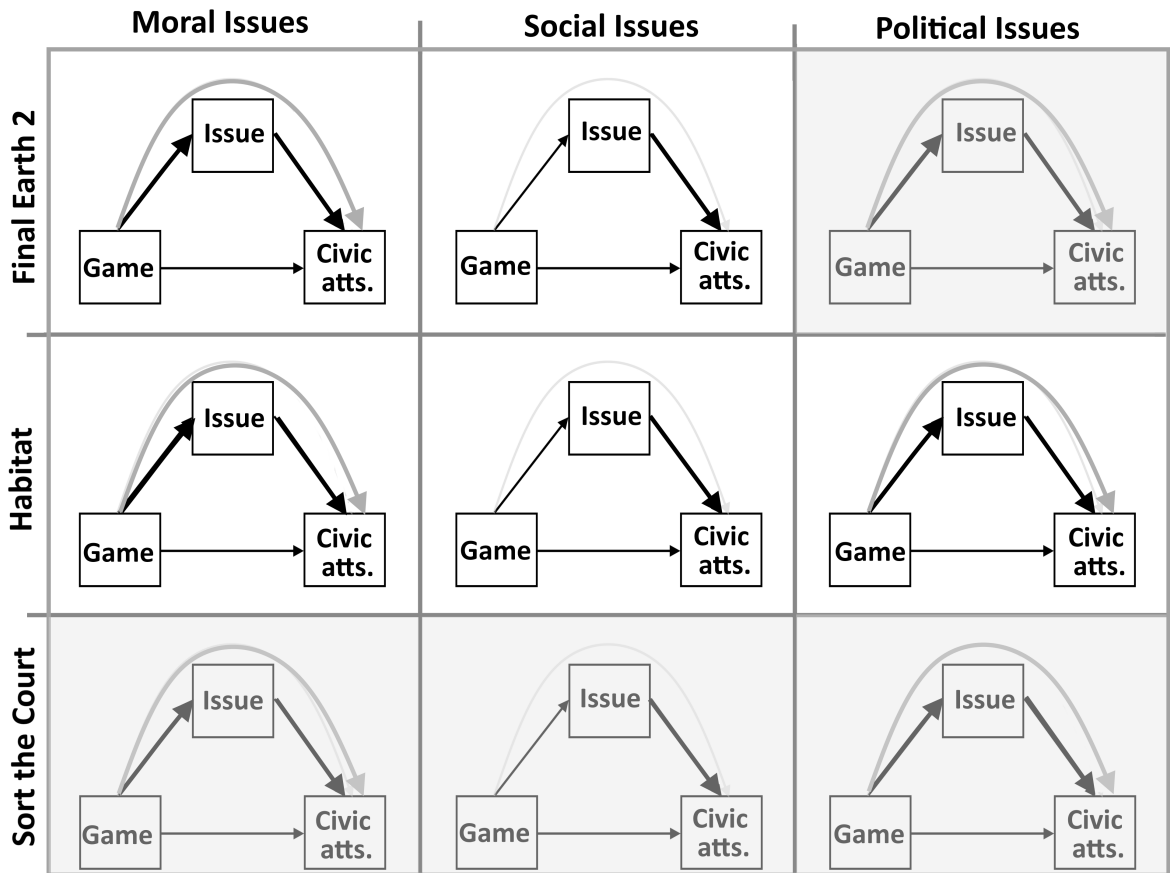 Moral Issues
Social Issues
Political Issues
Final Earth 2
Issue
Game
Civic
atts.
Issue
Game
Civic
atts.
Issue
Game
Civic
atts.
Habitat
Issue
Game
Civic
atts.
Issue
Game
Civic
atts.
Issue
Game
Civic
atts.
Sort the Court
Issue
Game
Civic
atts.
Issue
Game
Civic
atts.
Issue
Game
Civic
atts.